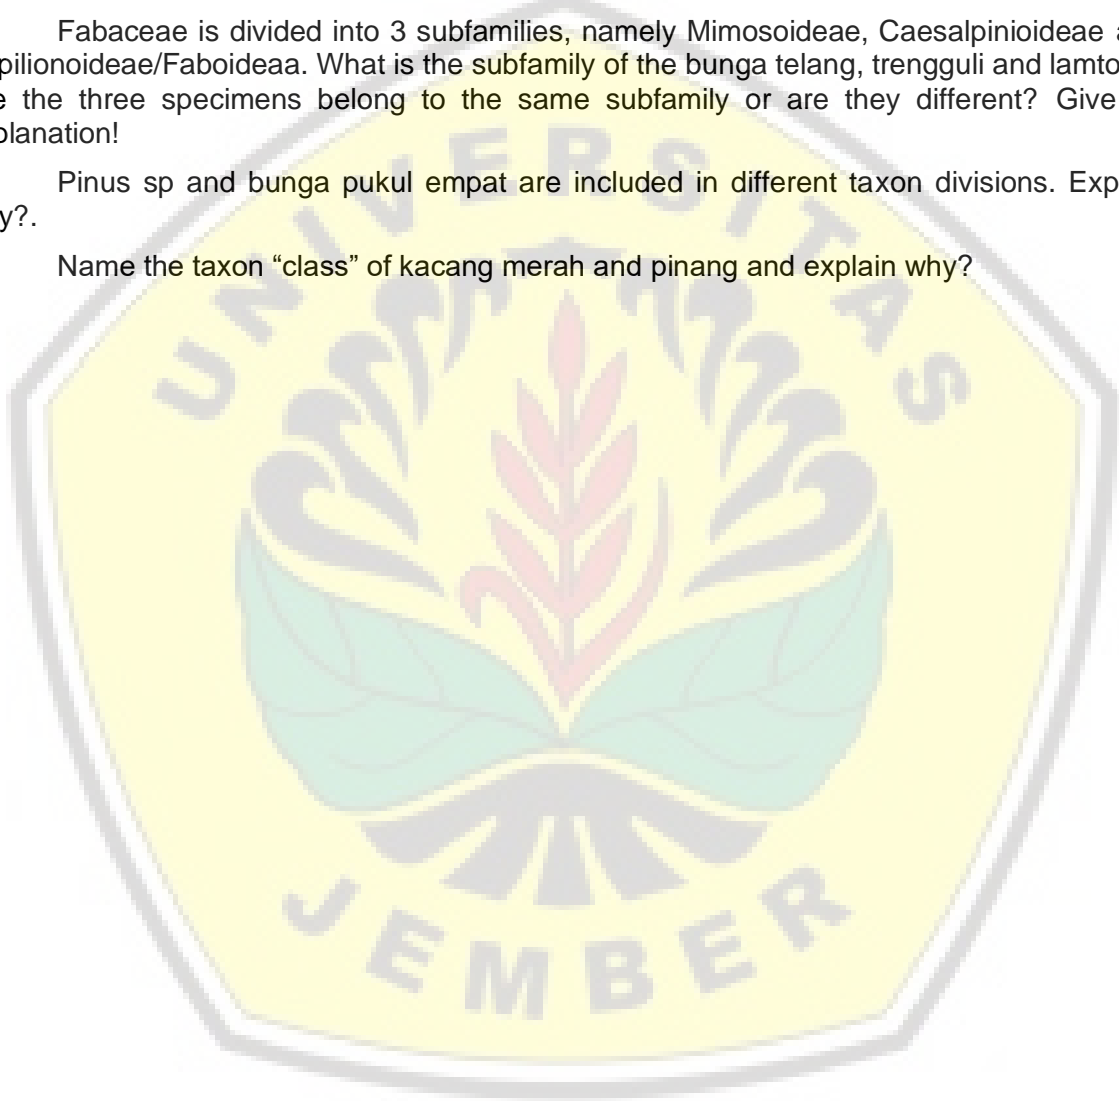 Fabaceae is divided into 3 subfamilies, namely Mimosoideae, Caesalpinioideae
pilionoideae/Faboideaa. What is the subfamily of the bunga telang, trengguli and lamto
e the three specimens belong to the same subfamily or are they different? Give
planation!
Pinus sp and bunga pukul empat are included in different taxon divisions. Exp
y?.
Name the taxon “class” of kacang merah and pinang and explain why?
UNIVERSITAS
JEMBER